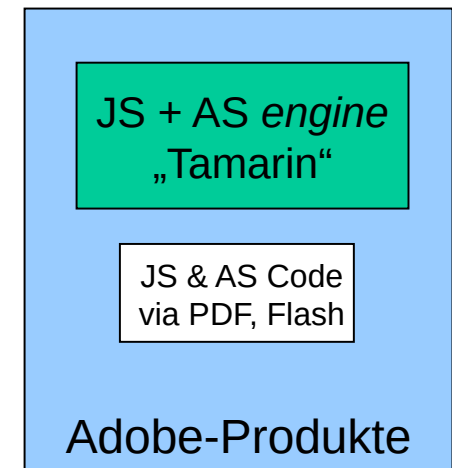 JS + AS engine
„Tamarin“
JS & AS Code
via PDF, Flash
Adobe-Produkte